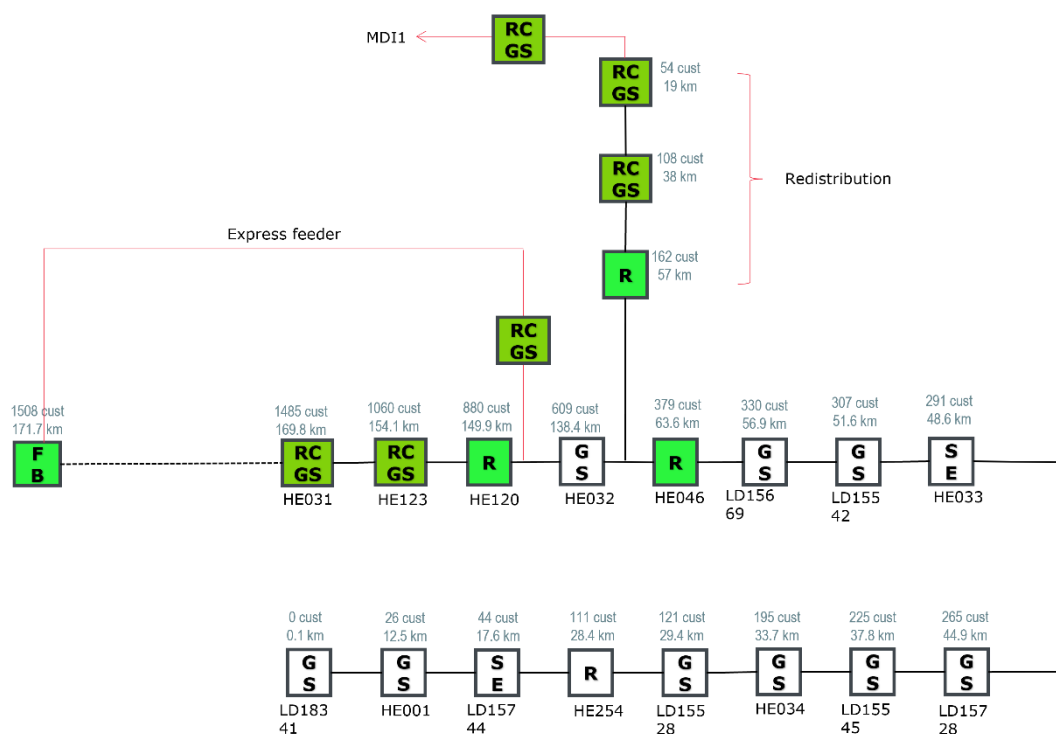 MDI1
RC
GS
RC
GS
54 cust
19 km
RC
GS
108 cust
38 km
Redistribution
Express feeder
R
162 cust
57 km
RC
GS
1508 cust
171.7 km
1485 cust
169.8 km
1060 cust
154.1 km
880 cust
149.9 km
609 cust
138.4 km
379 cust
63.6 km
330 cust
56.9 km
307 cust
51.6 km
291 cust
48.6 km
F
B
RC
GS
RC
GS
R
G
S
R
G
S
G
S
S
E
HE031
HE123
HE120
HE032
HE046
LD156
69
LD155
42
HE033
0 cust
0.1 km
26 cust
12.5 km
44 cust
17.6 km
111 cust
28.4 km
121 cust
29.4 km
195 cust
33.7 km
225 cust
37.8 km
265 cust
44.9 km
G
S
G
S
S
E
R
G
S
G
S
G
S
G
S
LD183
41
HE001
LD157
44
HE254
LD155
28
HE034
LD155
45
LD157
28